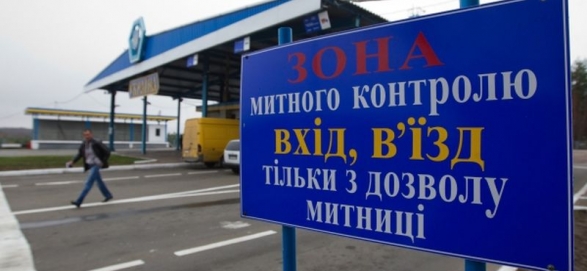 ЗОНА
МИТНОГО КОНТРОЛЮ
ВХІД, В'ЇЗД
ТІЛЬКИ З ДОЗВОЛУ
МИТНИЦІ